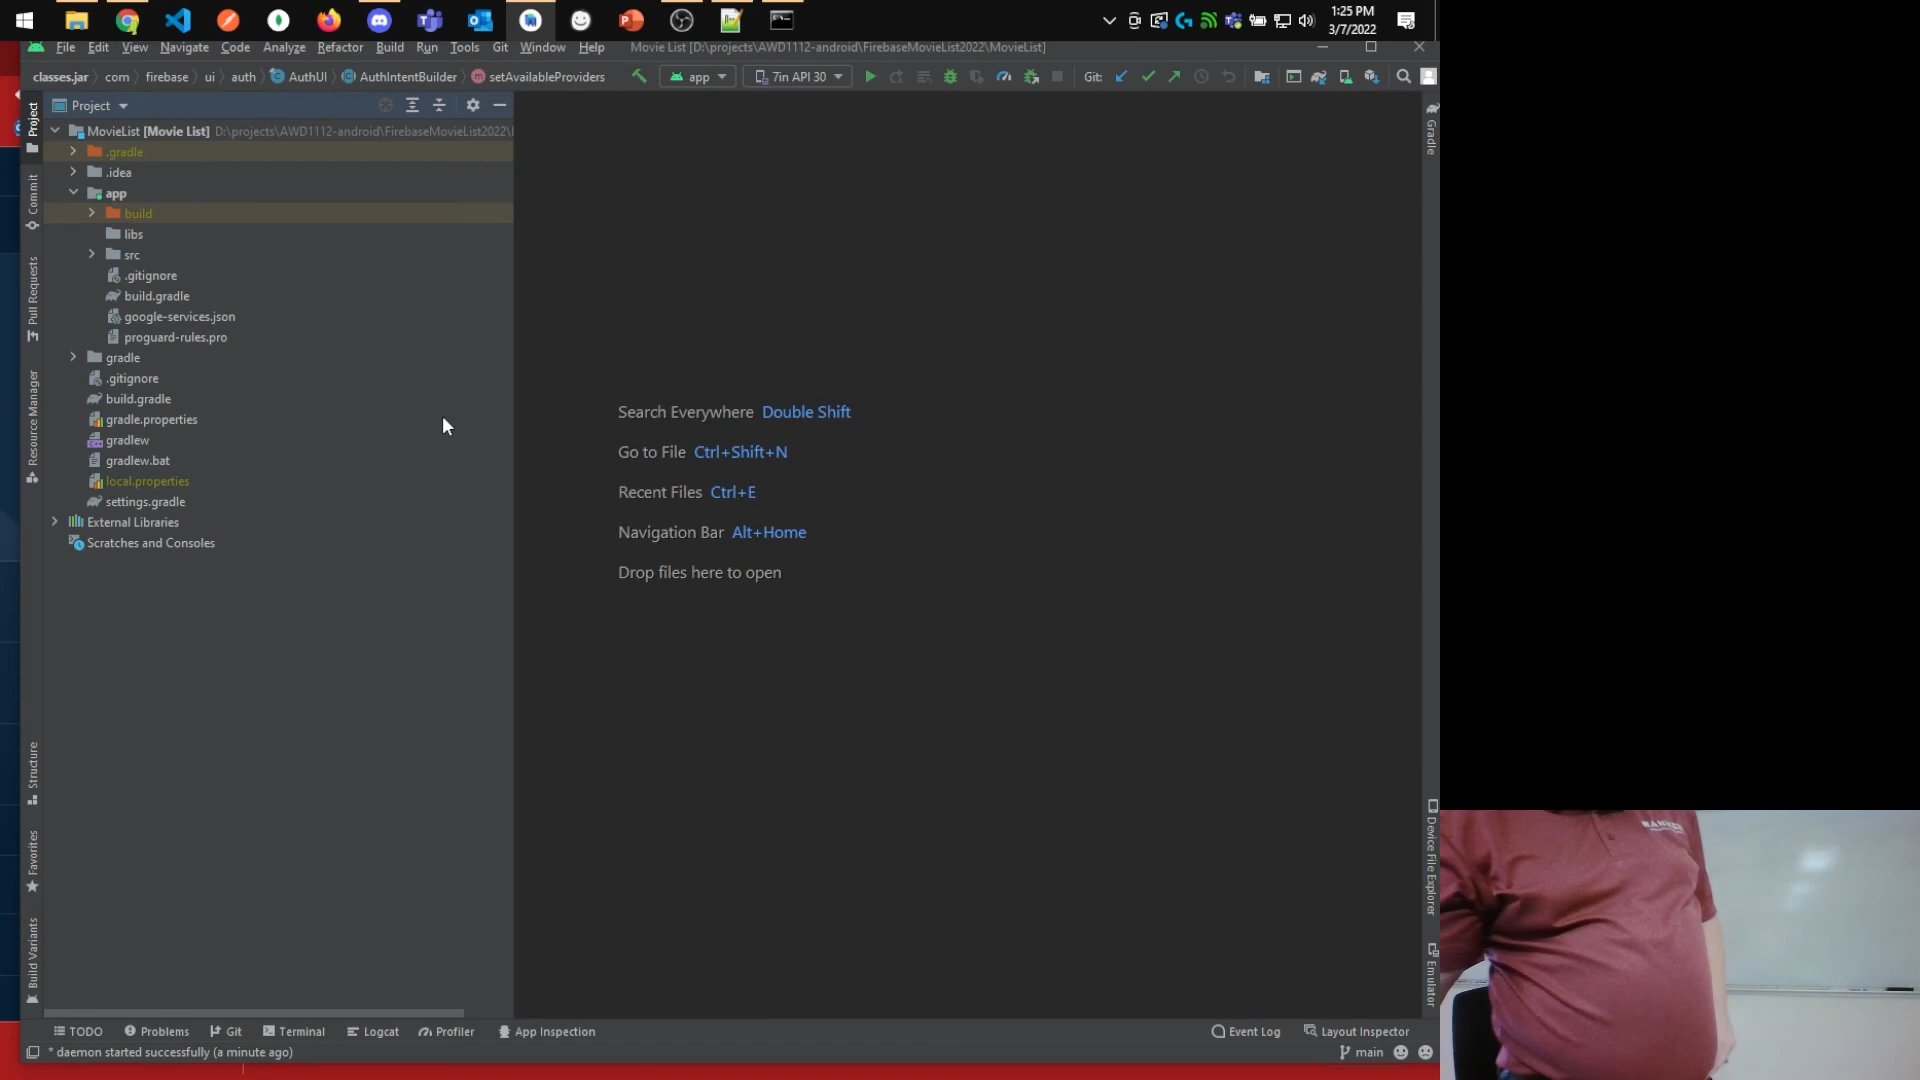 1:25 PM
3/7/2022
File Edit View Navigate Code Analyze Refactor Build Run Tools Git Window Help Movie List [D:\projects\AWD1112-android\FirebaseMovieList2022\MovieList]
classes.jar com firebase ui auth AuthUI AuthIntentBuilder setAvailableProviders app 7in API 30 Git:
Project
MovieList [Movie List] D:\projects\AWD1112-android\FirebaseMovieList2022\
.gradle
.idea
app
build
libs
src
.gitignore
build.gradle
google-services.json
proguard-rules.pro
gradle
.gitignore
build.gradle
gradle.properties
gradlew
gradlew.bat
local.properties
settings.gradle
External Libraries
Scratches and Consoles
Project
Commit
Pull Requests
Resource Manager
Structure
Favorites
Build Variants
Search Everywhere Double Shift
Go to File Ctrl+Shift+N
Recent Files Ctrl+E
Navigation Bar Alt+Home
Drop files here to open
Gradle
Device File Explorer
Emulator
TODO Problems Git Terminal Logcat Profiler App Inspection Event Log Layout Inspector
* daemon started successfully (a minute ago) main